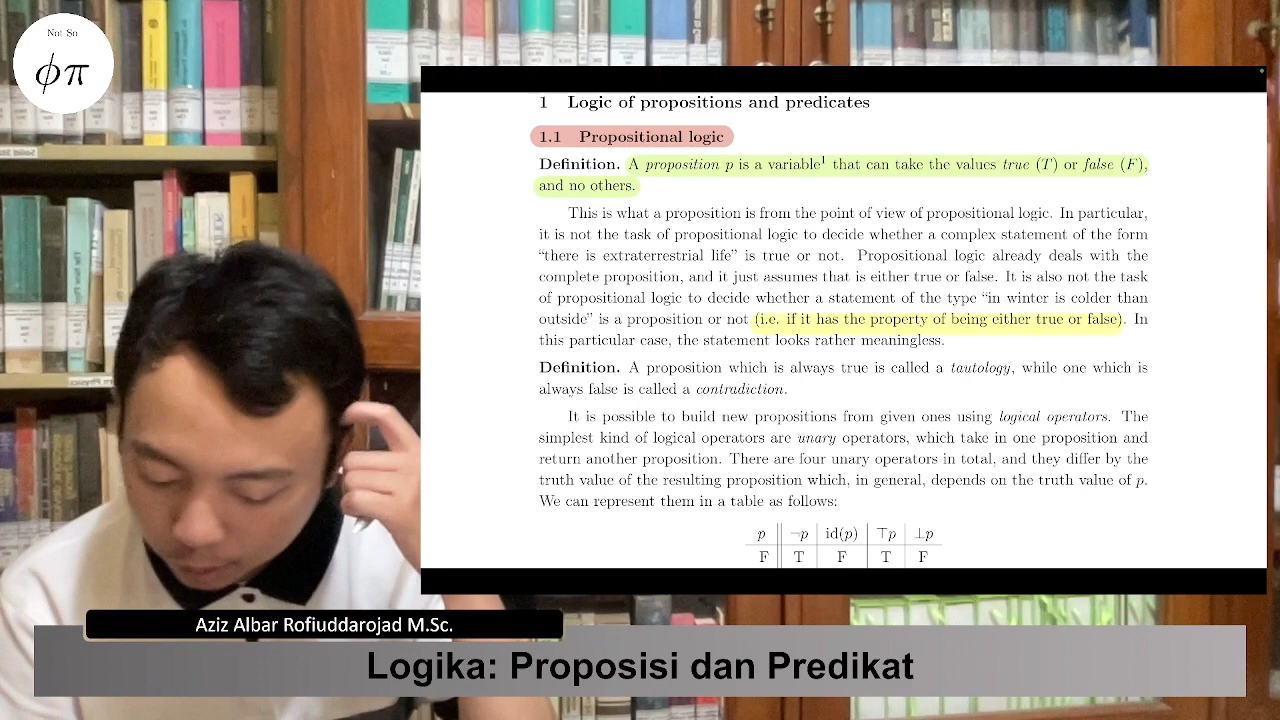 Not So
ϕπ
1 Logic of propositions and predicates
1.1 Propositional logic
Definition. A proposition p is a variable¹ that can take the values true (T) or false (F),
and no others.
This is what a proposition is from the point of view of propositional logic. In particular,
it is not the task of propositional logic to decide whether a complex statement of the form
“there is extraterrestrial life” is true or not. Propositional logic already deals with the
complete proposition, and it just assumes that is either true or false. It is also not the task
of propositional logic to decide whether a statement of the type “in winter is colder than
outside” is a proposition or not (i.e. if it has the property of being either true or false). In
this particular case, the statement looks rather meaningless.
Definition. A proposition which is always true is called a tautology, while one which is
always false is called a contradiction.
It is possible to build new propositions from given ones using logical operators. The
simplest kind of logical operators are unary operators, which take in one proposition and
return another proposition. There are four unary operators in total, and they differ by the
truth value of the resulting proposition which, in general, depends on the truth value of p.
We can represent them in a table as follows:
p ¬p id(p) ⊤p ⊥p
F T F T F
Aziz Albar Rofiuddarojad M.Sc.
Logika: Proposisi dan Predikat